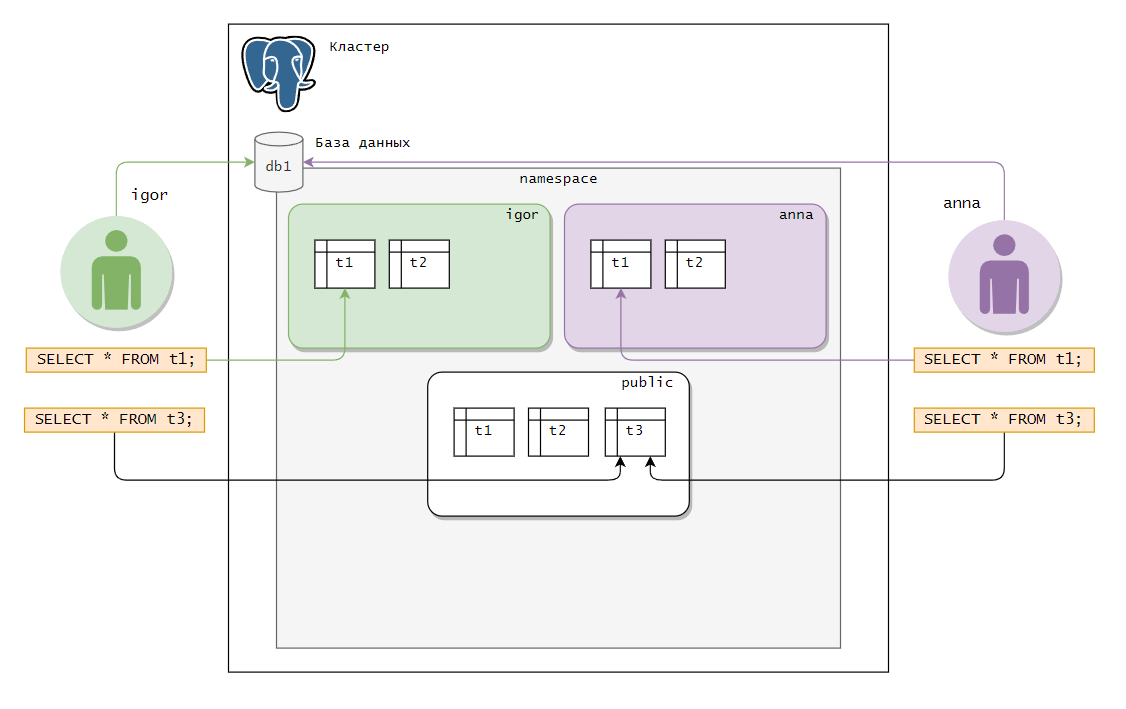 Кластер
База данных
db1
namespace
igor
anna
igor
anna
t1
t2
t1
t2
SELECT * FROM t1;
SELECT * FROM t1;
public
SELECT * FROM t3;
SELECT * FROM t3;
t1
t2
t3